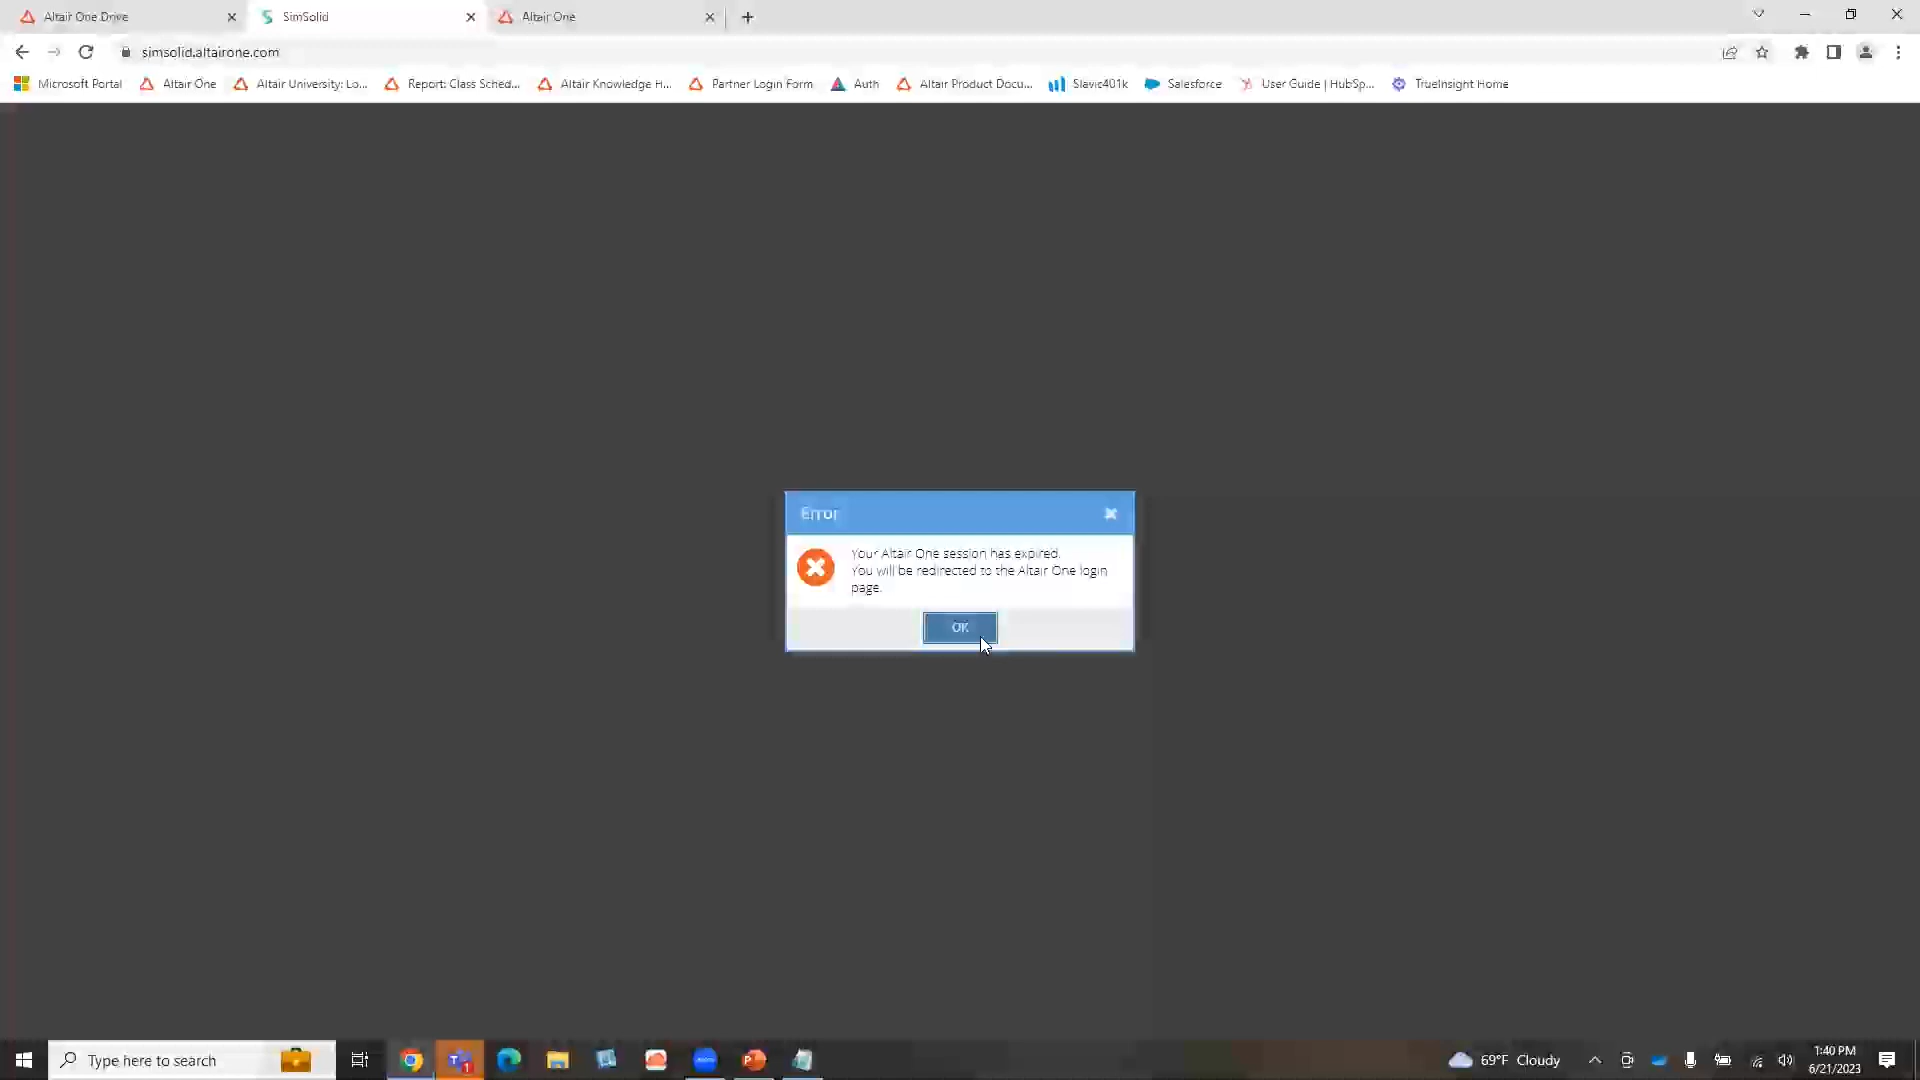 Altair One Drive
SimSolid
Altair One
simsolid.altairone.com
Microsoft Portal
Altair One
Altair University: Lo...
Report: Class Sched...
Altair Knowledge H...
Partner Login Form
Auth
Altair Product Docu...
Slavic401k
Salesforce
User Guide | HubSp...
TrueInsight Home
Error
Your Altair One session has expired.
You will be redirected to the Altair One login
page.
OK
Type here to search
1
69°F Cloudy
1:40 PM
6/21/2023